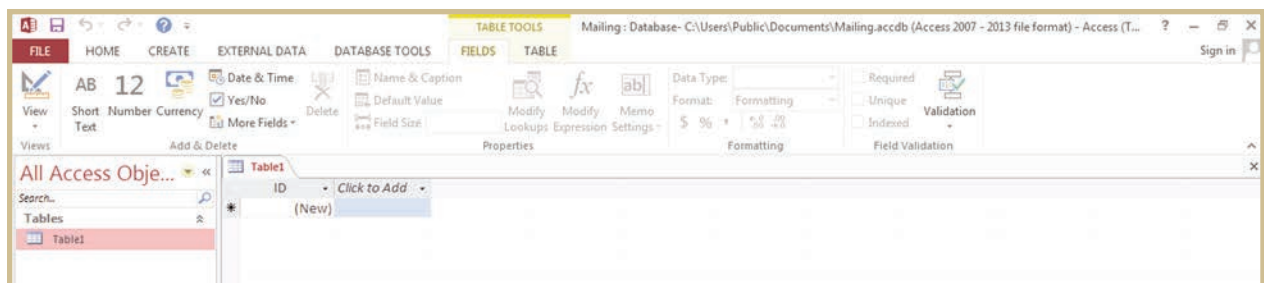 TABLE TOOLS Mailing : Database- C:\Users\Public\Documents\Mailing.accdb (Access 2007 - 2013 file format) - Access (T... ?
FILE HOME CREATE EXTERNAL DATA DATABASE TOOLS FIELDS TABLE Sign in
View
AB Short Text
12 Number
Currency
Date & Time
Yes/No
More Fields
Delete
Name & Caption
Default Value
Field Size
Modify Lookups
fx Modify Expression
ab Memo Settings
Data Type:
Format: Formatting
$ %
Required
Unique
Indexed
Validation
Views Add & Delete Properties Formatting Field Validation
All Access Obje...
Search...
Tables
Table1
Table1
ID Click to Add
(New)